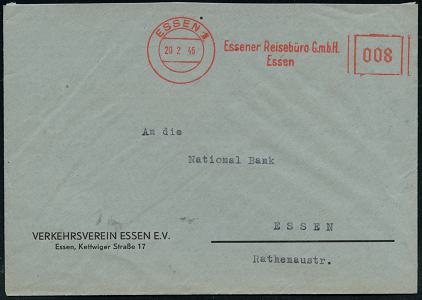 ESSEN 1
20 2 46
Essener Reisebüro G.m.b.H.
Essen
008
An die
National Bank
ESSEN
Rathenaustr.
VERKEHRSVEREIN ESSEN E.V.
Essen, Kettwiger Straße 17